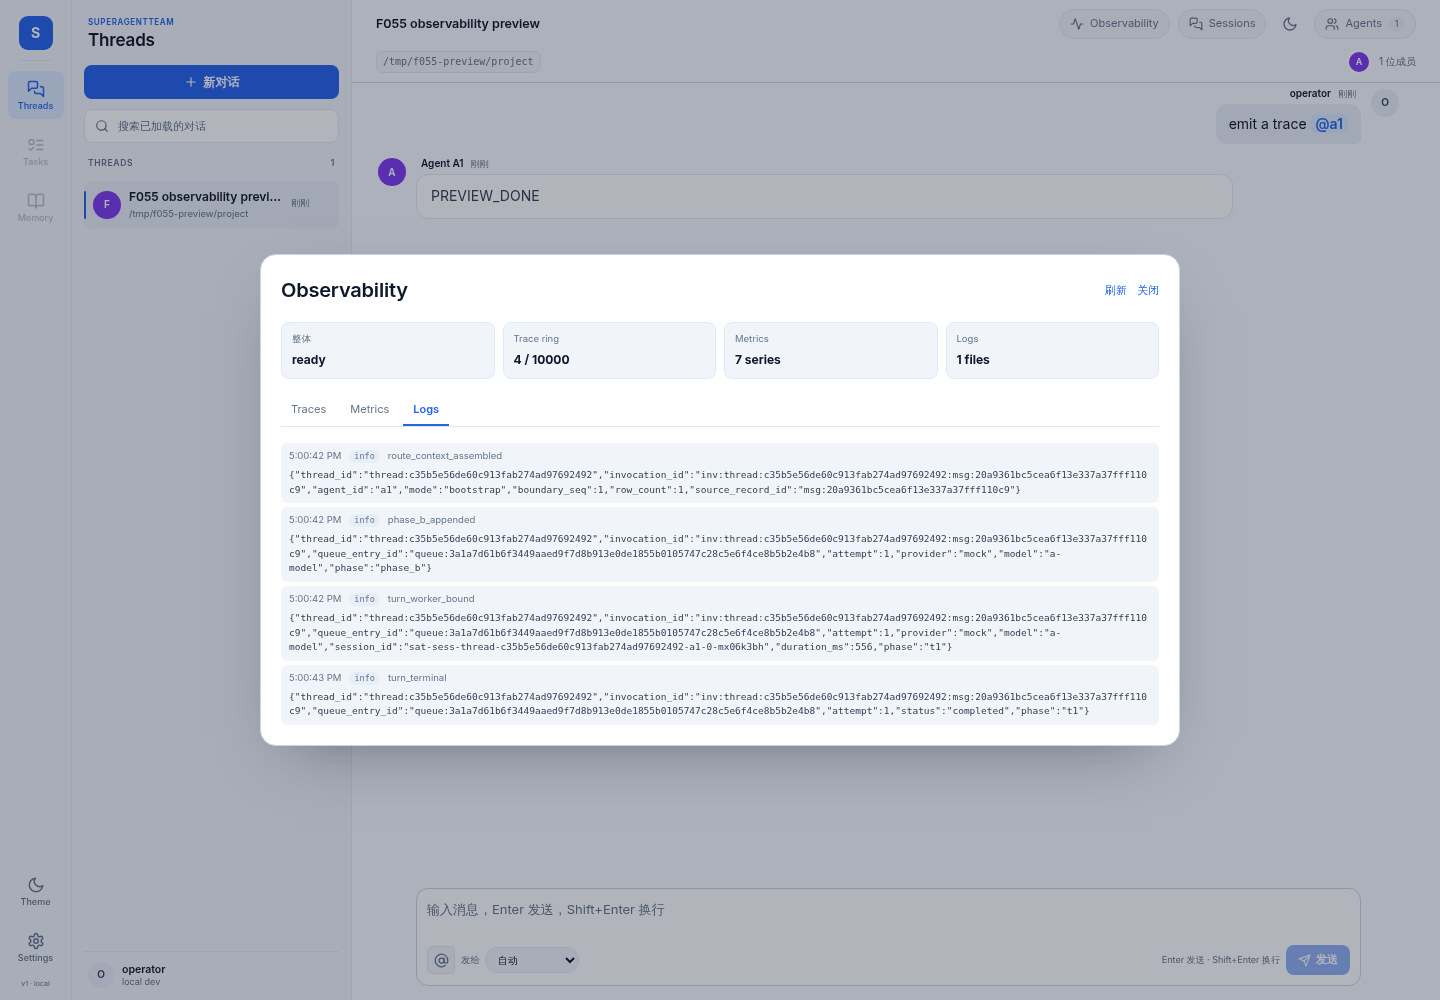 S
Threads
Tasks
Memory
Theme
Settings
v1 · local
SUPERAGENTTEAM
Threads
+ 新对话
搜索已加载的对话
THREADS 1
F
F055 observability previ... 刚刚
/tmp/f055-preview/project
O
operator
local dev
F055 observability preview
Observability
Sessions
Agents 1
/tmp/f055-preview/project
A 1 位成员
operator 刚刚
O
emit a trace @a1
A
Agent A1 刚刚
PREVIEW_DONE
Observability
刷新 关闭
整体
ready
Trace ring
4 / 10000
Metrics
7 series
Logs
1 files
Traces Metrics Logs
5:00:42 PM info route_context_assembled
{"thread_id":"thread:c35b5e56de60c913fab274ad97692492","invocation_id":"inv:thread:c35b5e56de60c913fab274ad97692492:msg:20a9361bc5cea6f13e337a37fff110
c9","agent_id":"a1","mode":"bootstrap","boundary_seq":1,"row_count":1,"source_record_id":"msg:20a9361bc5cea6f13e337a37fff110c9"}
5:00:42 PM info phase_b_appended
{"thread_id":"thread:c35b5e56de60c913fab274ad97692492","invocation_id":"inv:thread:c35b5e56de60c913fab274ad97692492:msg:20a9361bc5cea6f13e337a37fff110
c9","queue_entry_id":"queue:3a1a7d61b6f3449aaed9f7d8b913e0de1855b0105747c28c5e6f4ce8b5b2e4b8","attempt":1,"provider":"mock","model":"a-
model","phase":"phase_b"}
5:00:42 PM info turn_worker_bound
{"thread_id":"thread:c35b5e56de60c913fab274ad97692492","invocation_id":"inv:thread:c35b5e56de60c913fab274ad97692492:msg:20a9361bc5cea6f13e337a37fff110
c9","queue_entry_id":"queue:3a1a7d61b6f3449aaed9f7d8b913e0de1855b0105747c28c5e6f4ce8b5b2e4b8","attempt":1,"provider":"mock","model":"a-
model","session_id":"sat-sess-thread-c35b5e56de60c913fab274ad97692492-a1-0-mx06k3bh","duration_ms":556,"phase":"t1"}
5:00:43 PM info turn_terminal
{"thread_id":"thread:c35b5e56de60c913fab274ad97692492","invocation_id":"inv:thread:c35b5e56de60c913fab274ad97692492:msg:20a9361bc5cea6f13e337a37fff110
c9","queue_entry_id":"queue:3a1a7d61b6f3449aaed9f7d8b913e0de1855b0105747c28c5e6f4ce8b5b2e4b8","attempt":1,"status":"completed","phase":"t1"}
输入消息，Enter 发送，Shift+Enter 换行
@ 发给 自动
Enter 发送 · Shift+Enter 换行 发送